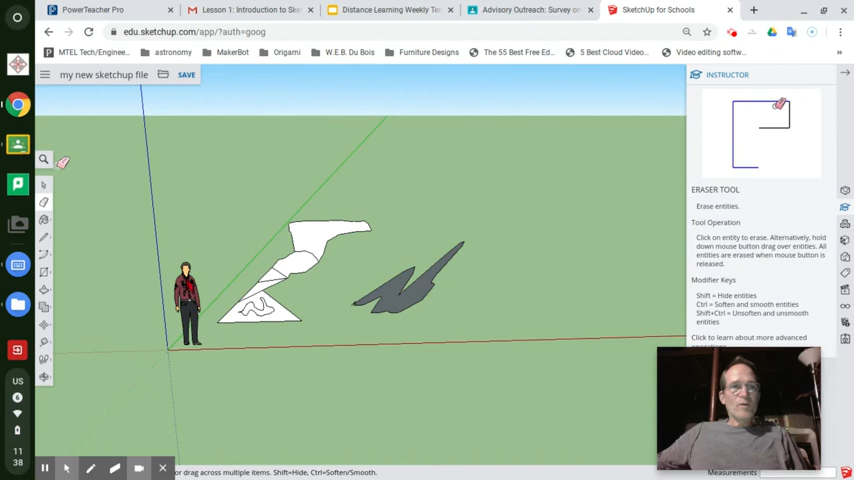 PowerTeacher Pro
Lesson 1: Introduction to Ske
Distance Learning Weekly Te
Advisory Outreach: Survey on
SketchUp for Schools
edu.sketchup.com/app/?auth=goog
MTEL Tech/Enginee...
astronomy
MakerBot
Origami
W.E.B. Du Bois
Furniture Designs
The 55 Best Free Ed...
5 Best Cloud Video...
Video editing softw...
my new sketchup file
SAVE
INSTRUCTOR
ERASER TOOL
Erase entities.
Tool Operation
Click on entity to erase. Alternatively, hold
down mouse button drag over entities. All
entities are erased when mouse button is
released.
Modifier Keys
Shift = Hide entities
Ctrl = Soften and smooth entities
Shift+Ctrl = Unsoften and unsmooth
entities
Click to learn about more advanced
US
6
11
38
or drag across multiple items. Shift=Hide, Ctrl=Soften/Smooth.
Measurements